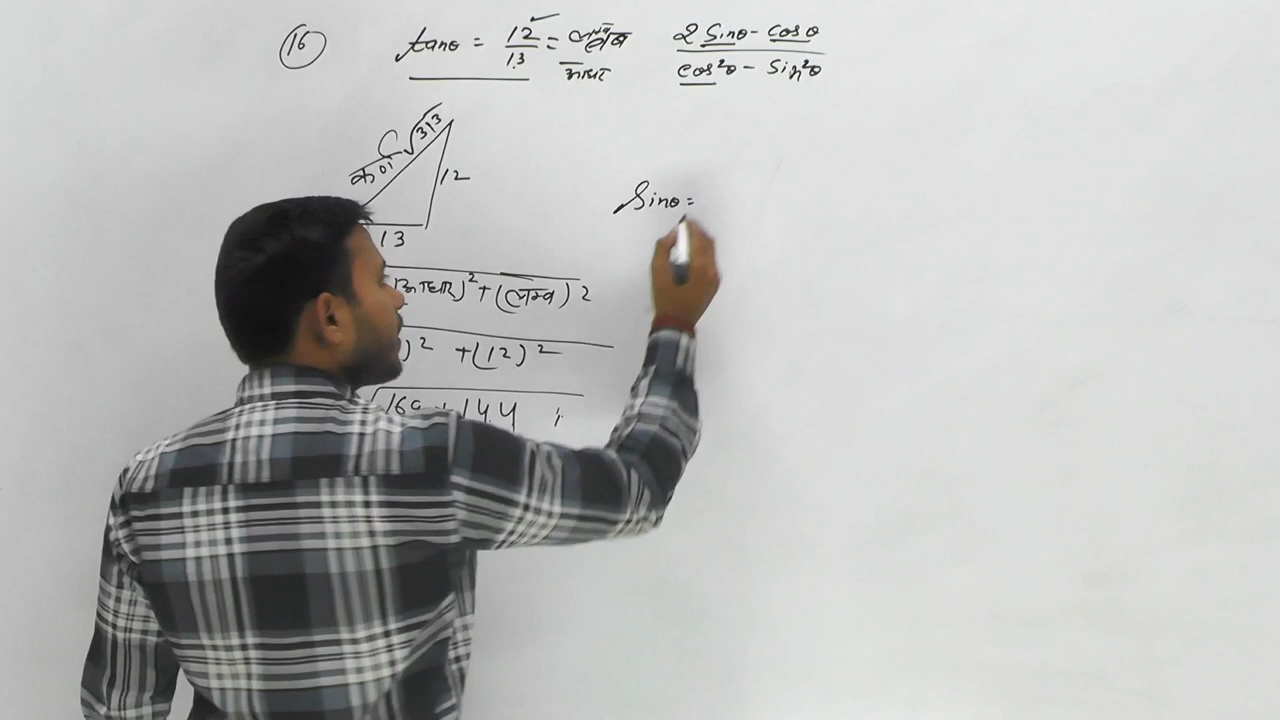 (16) tanθ = 12/13 = लम्ब/आधार (2 Sinθ - cosθ)/(cos²θ - Sin²θ)
कर्ण √313
12
13
Sinθ =
आधार)² + (लम्ब)²
)² + (12)²
√169 + 144